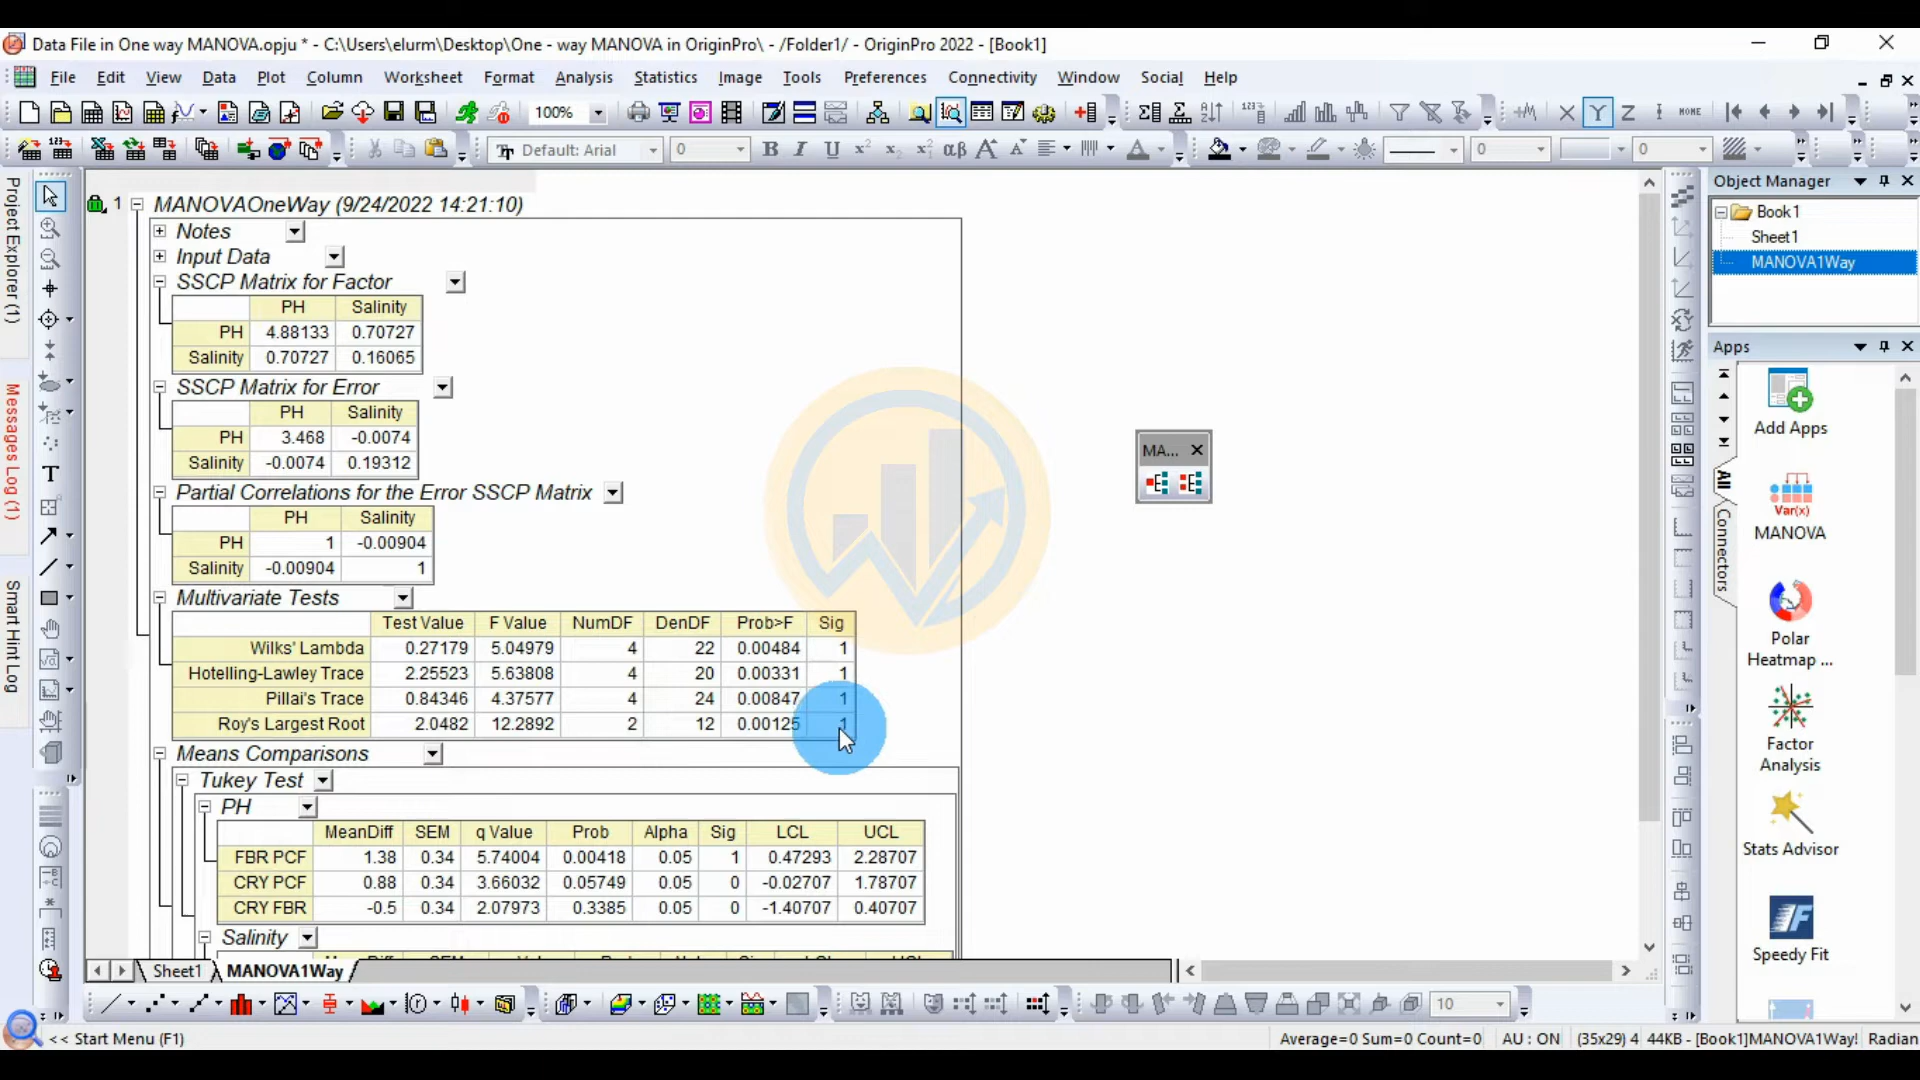 Data File in One way MANOVA.opju * - C:\Users\elurm\Desktop\One - way MANOVA in OriginPro\ - /Folder1/ - OriginPro 2022 - [Book1]
File Edit View Data Plot Column Worksheet Format Analysis Statistics Image Tools Preferences Connectivity Window Social Help
100%
Default: Arial 0 0 0
Project Explorer (1)
Messages Log (1)
Smart Hint Log
1 MANOVAOneWay (9/24/2022 14:21:10)
Notes
Input Data
SSCP Matrix for Factor
PH Salinity
PH 4.88133 0.70727
Salinity 0.70727 0.16065
SSCP Matrix for Error
PH Salinity
PH 3.468 -0.0074
Salinity -0.0074 0.19312
Partial Correlations for the Error SSCP Matrix
PH Salinity
PH 1 -0.00904
Salinity -0.00904 1
Multivariate Tests
Test Value F Value NumDF DenDF Prob>F Sig
Wilks' Lambda 0.27179 5.04979 4 22 0.00484 1
Hotelling-Lawley Trace 2.25523 5.63808 4 20 0.00331 1
Pillai's Trace 0.84346 4.37577 4 24 0.00847 1
Roy's Largest Root 2.0482 12.2892 2 12 0.00125 1
Means Comparisons
Tukey Test
PH
MeanDiff SEM q Value Prob Alpha Sig LCL UCL
FBR PCF 1.38 0.34 5.74004 0.00418 0.05 1 0.47293 2.28707
CRY PCF 0.88 0.34 3.66032 0.05749 0.05 0 -0.02707 1.78707
CRY FBR -0.5 0.34 2.07973 0.3385 0.05 0 -1.40707 0.40707
Salinity
MA...
Object Manager
Book1
Sheet1
MANOVA1Way
Apps
All
Connectors
Add Apps
Var(x)
MANOVA
Polar
Heatmap ...
Factor
Analysis
Stats Advisor
Speedy Fit
Sheet1 MANOVA1Way
10
<< Start Menu (F1) Average=0 Sum=0 Count=0 AU : ON (35x29) 4 44KB - [Book1]MANOVA1Way! Radian